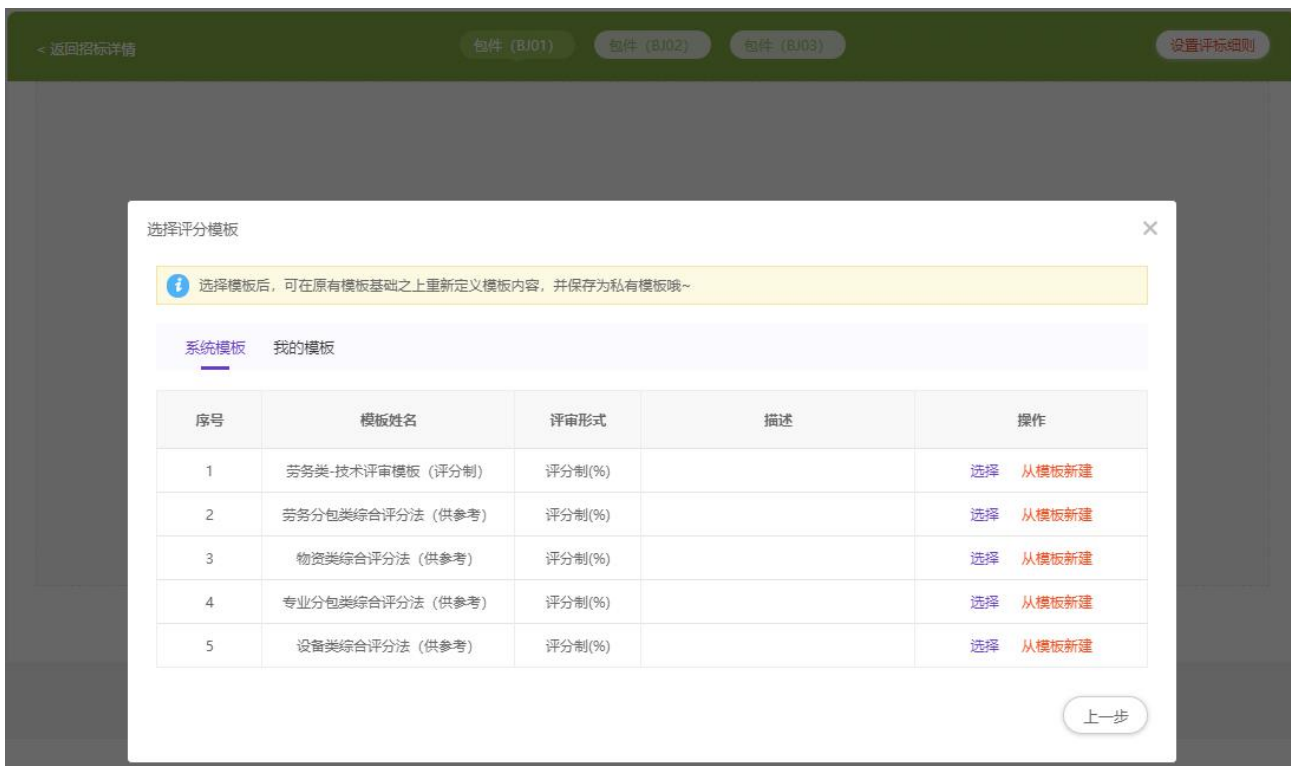 < 返回招标详情 包件（BJ01） 包件（BJ02） 包件（BJ03） 设置评标细则
选择评分模板
选择模板后，可在原有模板基础之上重新定义模板内容，并保存为私有模板哦~
系统模板 我的模板
序号 模板姓名 评审形式 描述 操作
1 劳务类-技术评审模板（评分制） 评分制(%) 选择 从模板新建
2 劳务分包类综合评分法（供参考） 评分制(%) 选择 从模板新建
3 物资类综合评分法（供参考） 评分制(%) 选择 从模板新建
4 专业分包类综合评分法（供参考） 评分制(%) 选择 从模板新建
5 设备类综合评分法（供参考） 评分制(%) 选择 从模板新建
上一步